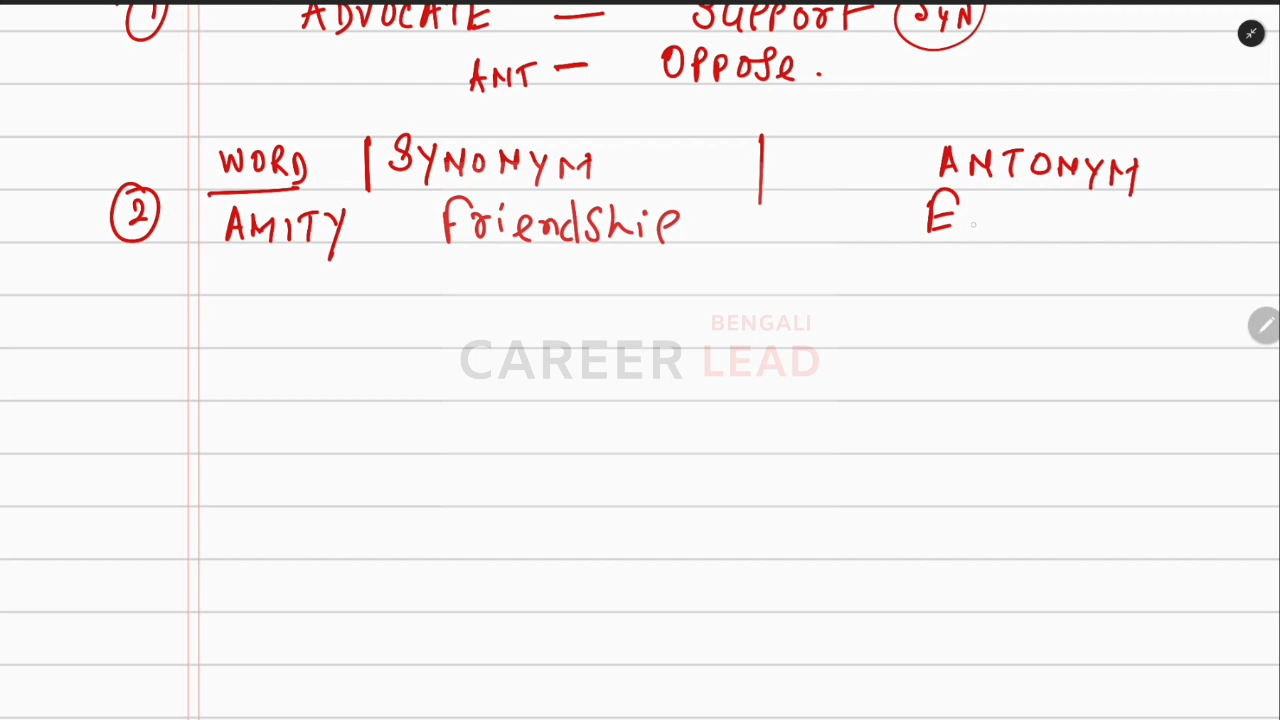 1 ADVOCATE — SUPPORT SYN
ANT — OPPOSE.
WORD | SYNONYM | ANTONYM
2 AMITY Friendship E
BENGALI
CAREER LEAD